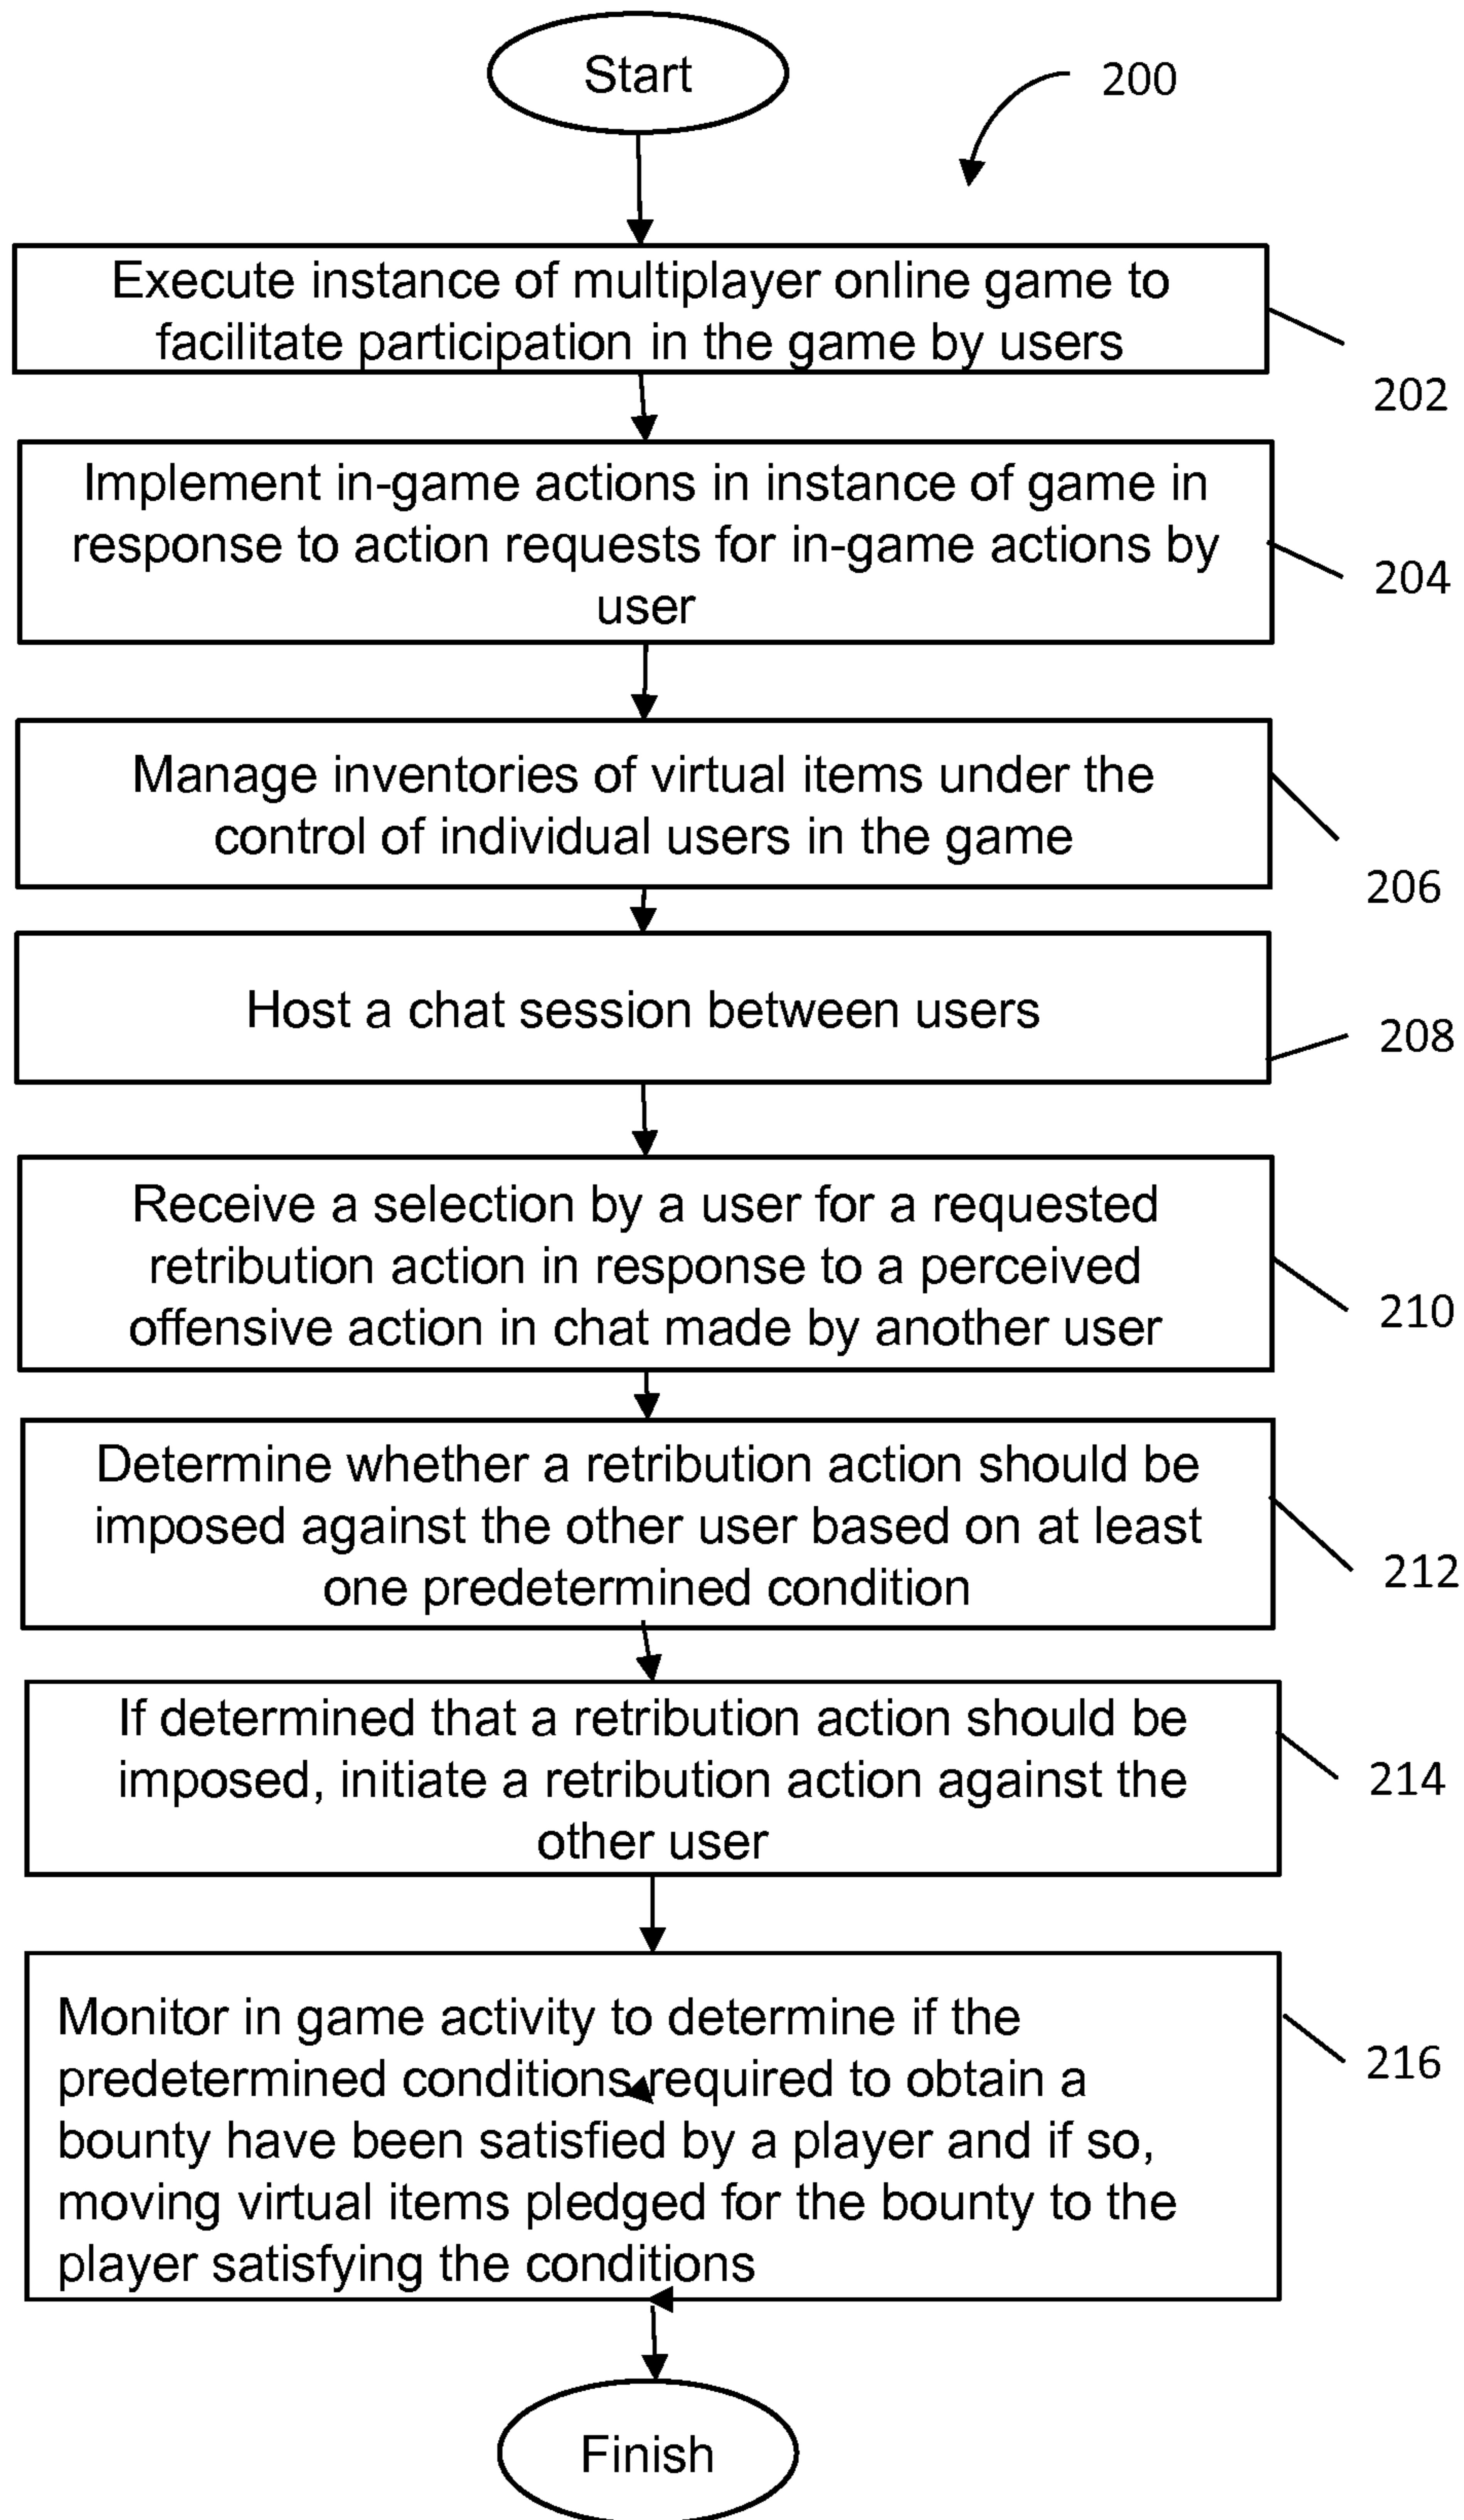 Start
200
Execute instance of multiplayer online game to
facilitate participation in the game by users
202
Implement in-game actions in instance of game in
response to action requests for in-game actions by
user
204
Manage inventories of virtual items under the
control of individual users in the game
206
Host a chat session between users
208
Receive a selection by a user for a requested
retribution action in response to a perceived
offensive action in chat made by another user
210
Determine whether a retribution action should be
imposed against the other user based on at least
one predetermined condition
212
If determined that a retribution action should be
imposed, initiate a retribution action against the
other user
214
Monitor in game activity to determine if the
predetermined conditions required to obtain a
bounty have been satisfied by a player and if so,
moving virtual items pledged for the bounty to the
player satisfying the conditions
216
Finish